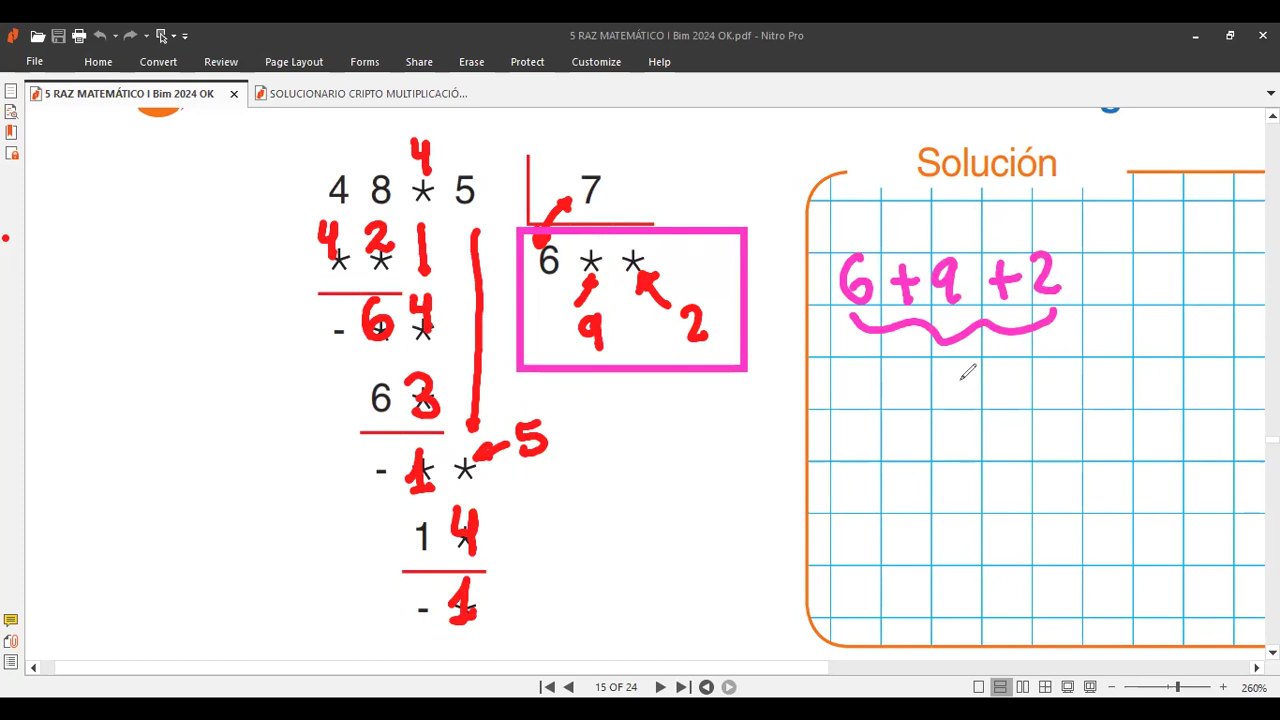 5 RAZ MATEMÁTICO I Bim 2024 OK.pdf - Nitro Pro
File Home Convert Review Page Layout Forms Share Erase Protect Customize Help
5 RAZ MATEMÁTICO I Bim 2024 OK
SOLUCIONARIO CRIPTO MULTIPLICACIÓ...
Solución
4
4 8 * 5 7
4 2
* * 6 * *
9 2
6 4
- * *
6 3
5
- 1 *
1 4
- 1
6 + 9 + 2
15 OF 24
260%